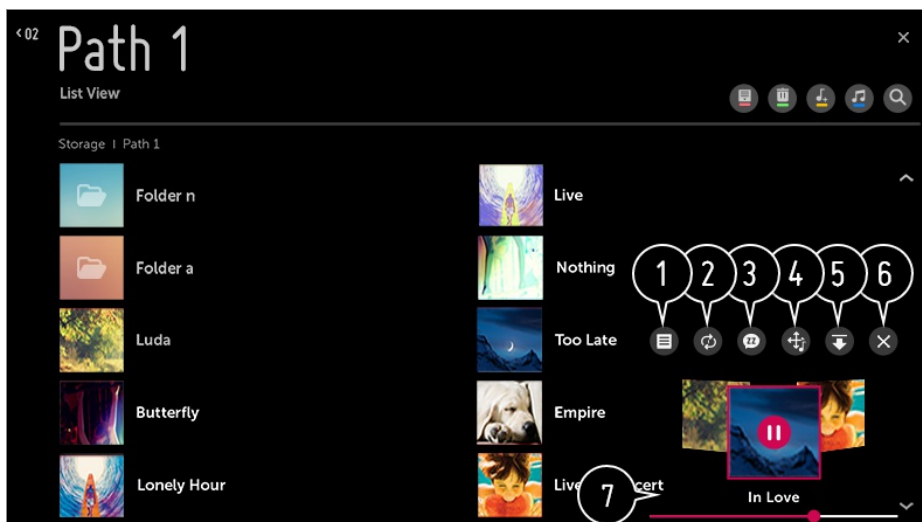 <02
Path 1
List View
Storage | Path 1
Folder n
Live
Folder a
Nothing
1 2 3 4 5 6
Luda
Too Late
zz
Butterfly
Empire
Lonely Hour
Live cert
7
In Love